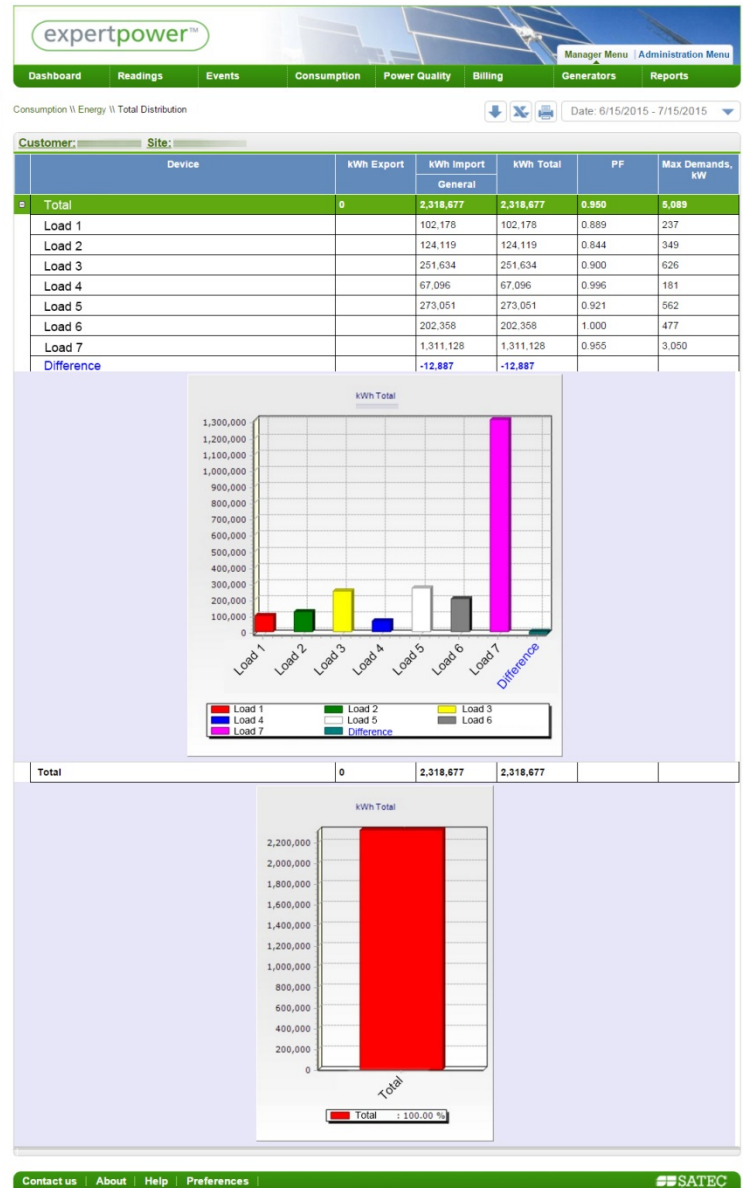 expertpower™
Manager Menu | Administration Menu
Dashboard Readings Events Consumption Power Quality Billing Generators Reports
Consumption \\ Energy \\ Total Distribution
Date: 6/15/2015 - 7/15/2015
Customer: Site:
Device kWh Export kWh Import kWh Total PF Max Demands, kW
General
Total 0 2,318,677 2,318,677 0.950 5,089
Load 1 102,178 102,178 0.889 237
Load 2 124,119 124,119 0.844 349
Load 3 251,634 251,634 0.900 626
Load 4 67,096 67,096 0.996 181
Load 5 273,051 273,051 0.921 562
Load 6 202,358 202,358 1.000 477
Load 7 1,311,128 1,311,128 0.955 3,050
Difference -12,887 -12,887
kWh Total
1,300,000
1,200,000
1,100,000
1,000,000
900,000
800,000
700,000
600,000
500,000
400,000
300,000
200,000
100,000
0
Load 1 Load 2 Load 3 Load 4 Load 5 Load 6 Load 7 Difference
Load 1 Load 2 Load 3
Load 4 Load 5 Load 6
Load 7 Difference
Total 0 2,318,677 2,318,677
kWh Total
2,200,000
2,000,000
1,800,000
1,600,000
1,400,000
1,200,000
1,000,000
800,000
600,000
400,000
200,000
0
Total
Total : 100.00 %
Contact us | About | Help | Preferences |
SATEC